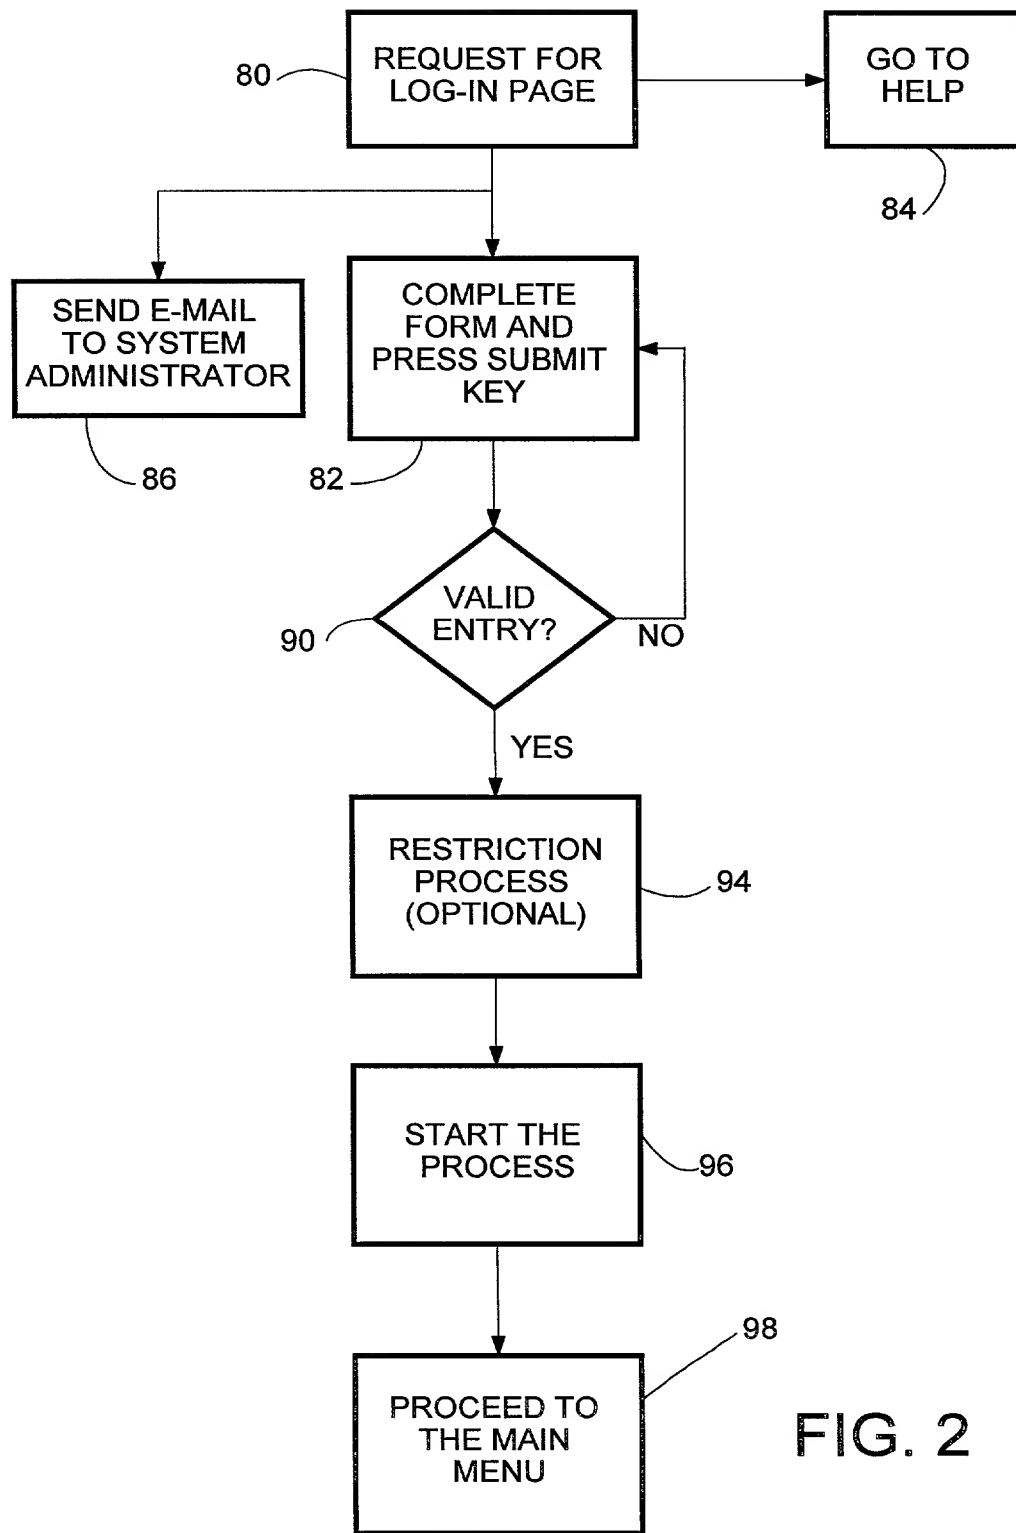 REQUEST FOR
LOG-IN PAGE
80
GO TO
HELP
84
SEND E-MAIL
TO SYSTEM
ADMINISTRATOR
86
COMPLETE
FORM AND
PRESS SUBMIT
KEY
82
VALID
ENTRY?
90
NO
YES
RESTRICTION
PROCESS
(OPTIONAL)
94
START THE
PROCESS
96
98
PROCEED TO
THE MAIN
MENU
FIG. 2